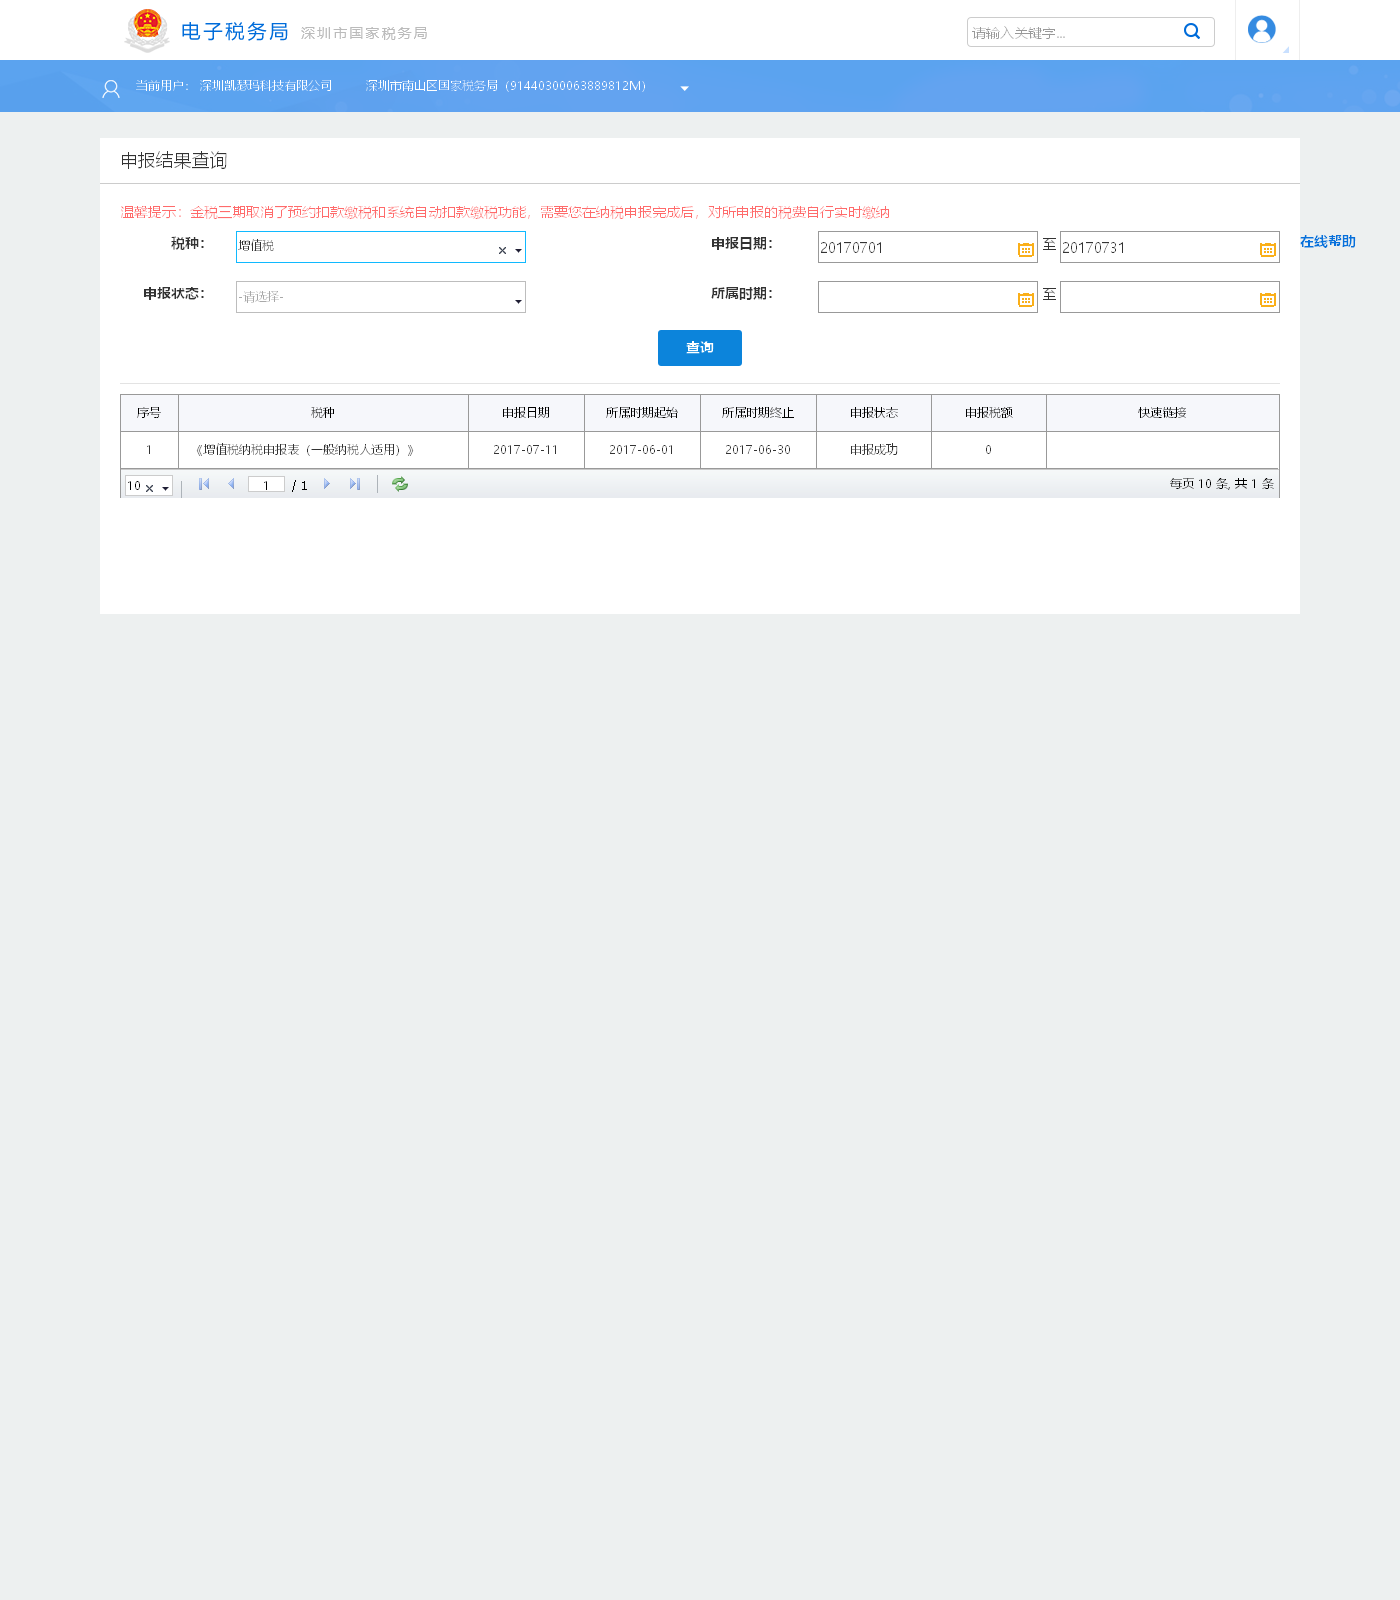 电子税务局 深圳市国家税务局 请输入关键字...
当前用户： 深圳凯瑟玛科技有限公司 深圳市南山区国家税务局（91440300063889812M）
申报结果查询
温馨提示：金税三期取消了预约扣款缴税和系统自动扣款缴税功能，需要您在纳税申报完成后，对所申报的税费自行实时缴纳
税种： 增值税 申报日期： 20170701 至 20170731 在线帮助
申报状态： -请选择- 所属时期： 至
查询
序号 税种 申报日期 所属时期起始 所属时期终止 申报状态 申报税额 快速链接
1 《增值税纳税申报表（一般纳税人适用）》 2017-07-11 2017-06-01 2017-06-30 申报成功 0
10 1 / 1 每页 10 条, 共 1 条